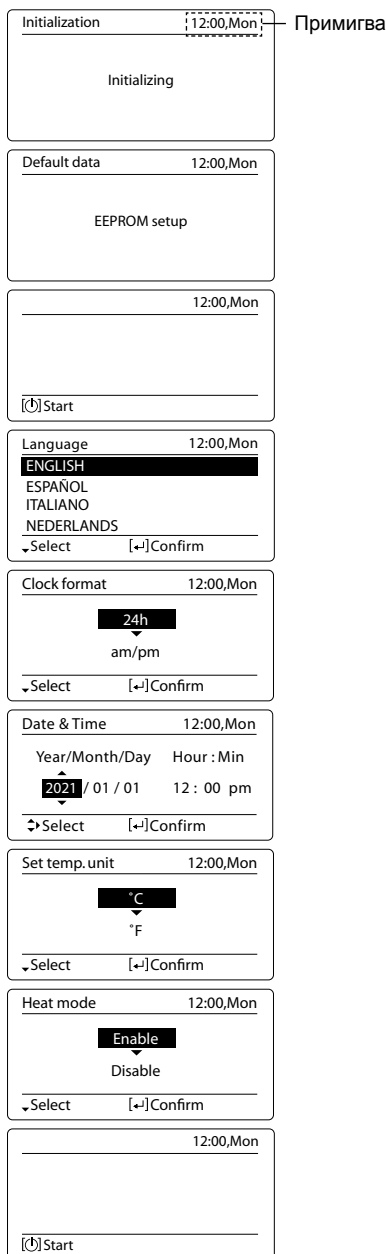 Initialization 12:00,Mon Примигва
Initializing
Default data 12:00,Mon
EEPROM setup
12:00,Mon
[⏻]Start
Language 12:00,Mon
ENGLISH
ESPAÑOL
ITALIANO
NEDERLANDS
Select [↵]Confirm
Clock format 12:00,Mon
24h
am/pm
Select [↵]Confirm
Date & Time 12:00,Mon
Year/Month/Day Hour : Min
2021 / 01 / 01 12 : 00 pm
Select [↵]Confirm
Set temp. unit 12:00,Mon
˚C
˚F
Select [↵]Confirm
Heat mode 12:00,Mon
Enable
Disable
Select [↵]Confirm
12:00,Mon
[⏻]Start